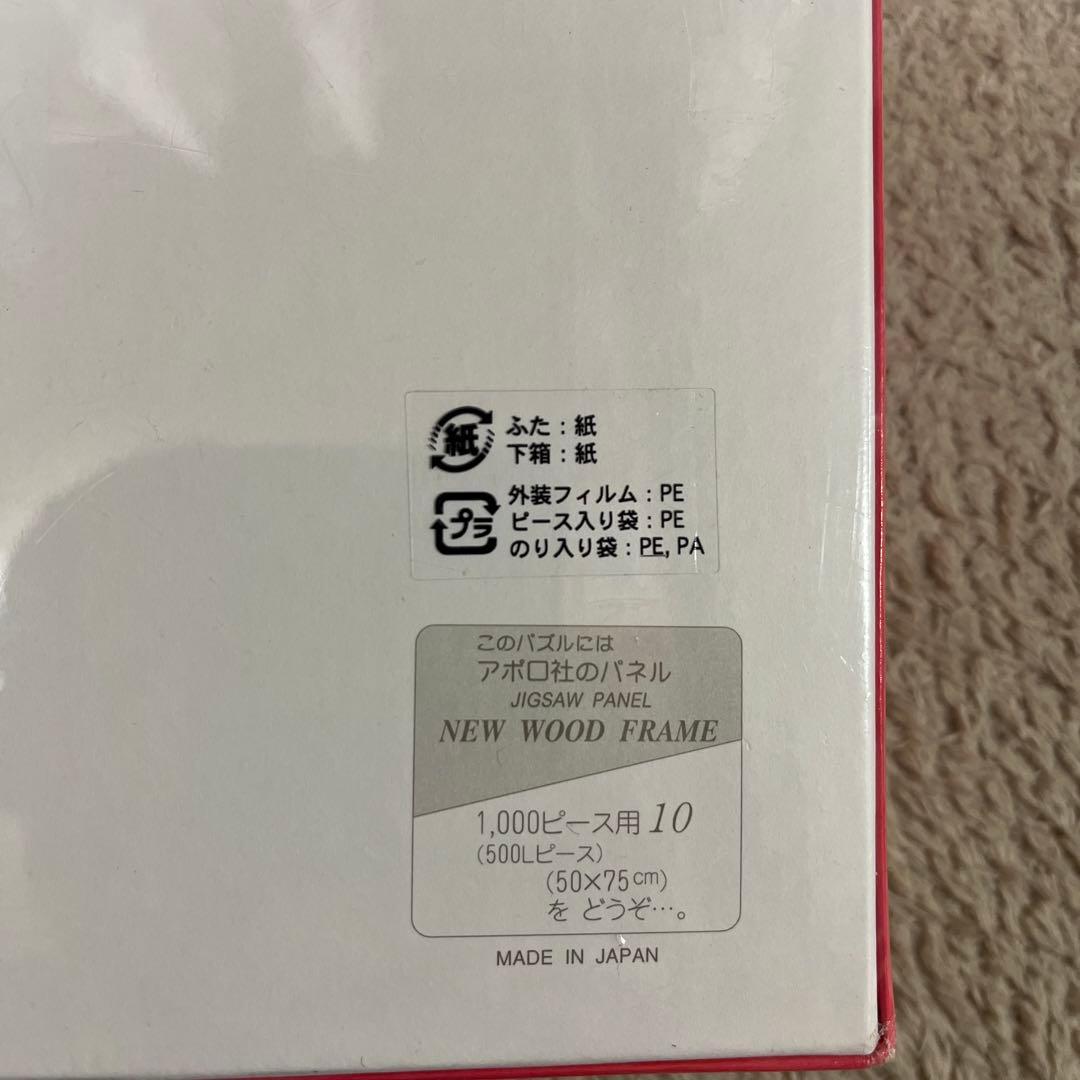 紙 ふた：紙
下箱：紙
プラ 外装フィルム：PE
ピース入り袋：PE
のり入り袋：PE, PA
このパズルには
アポロ社のパネル
JIGSAW PANEL
NEW WOOD FRAME
1,000ピース用 10
(500Lピース)
(50×75cm)
を どうぞ…。
MADE IN JAPAN